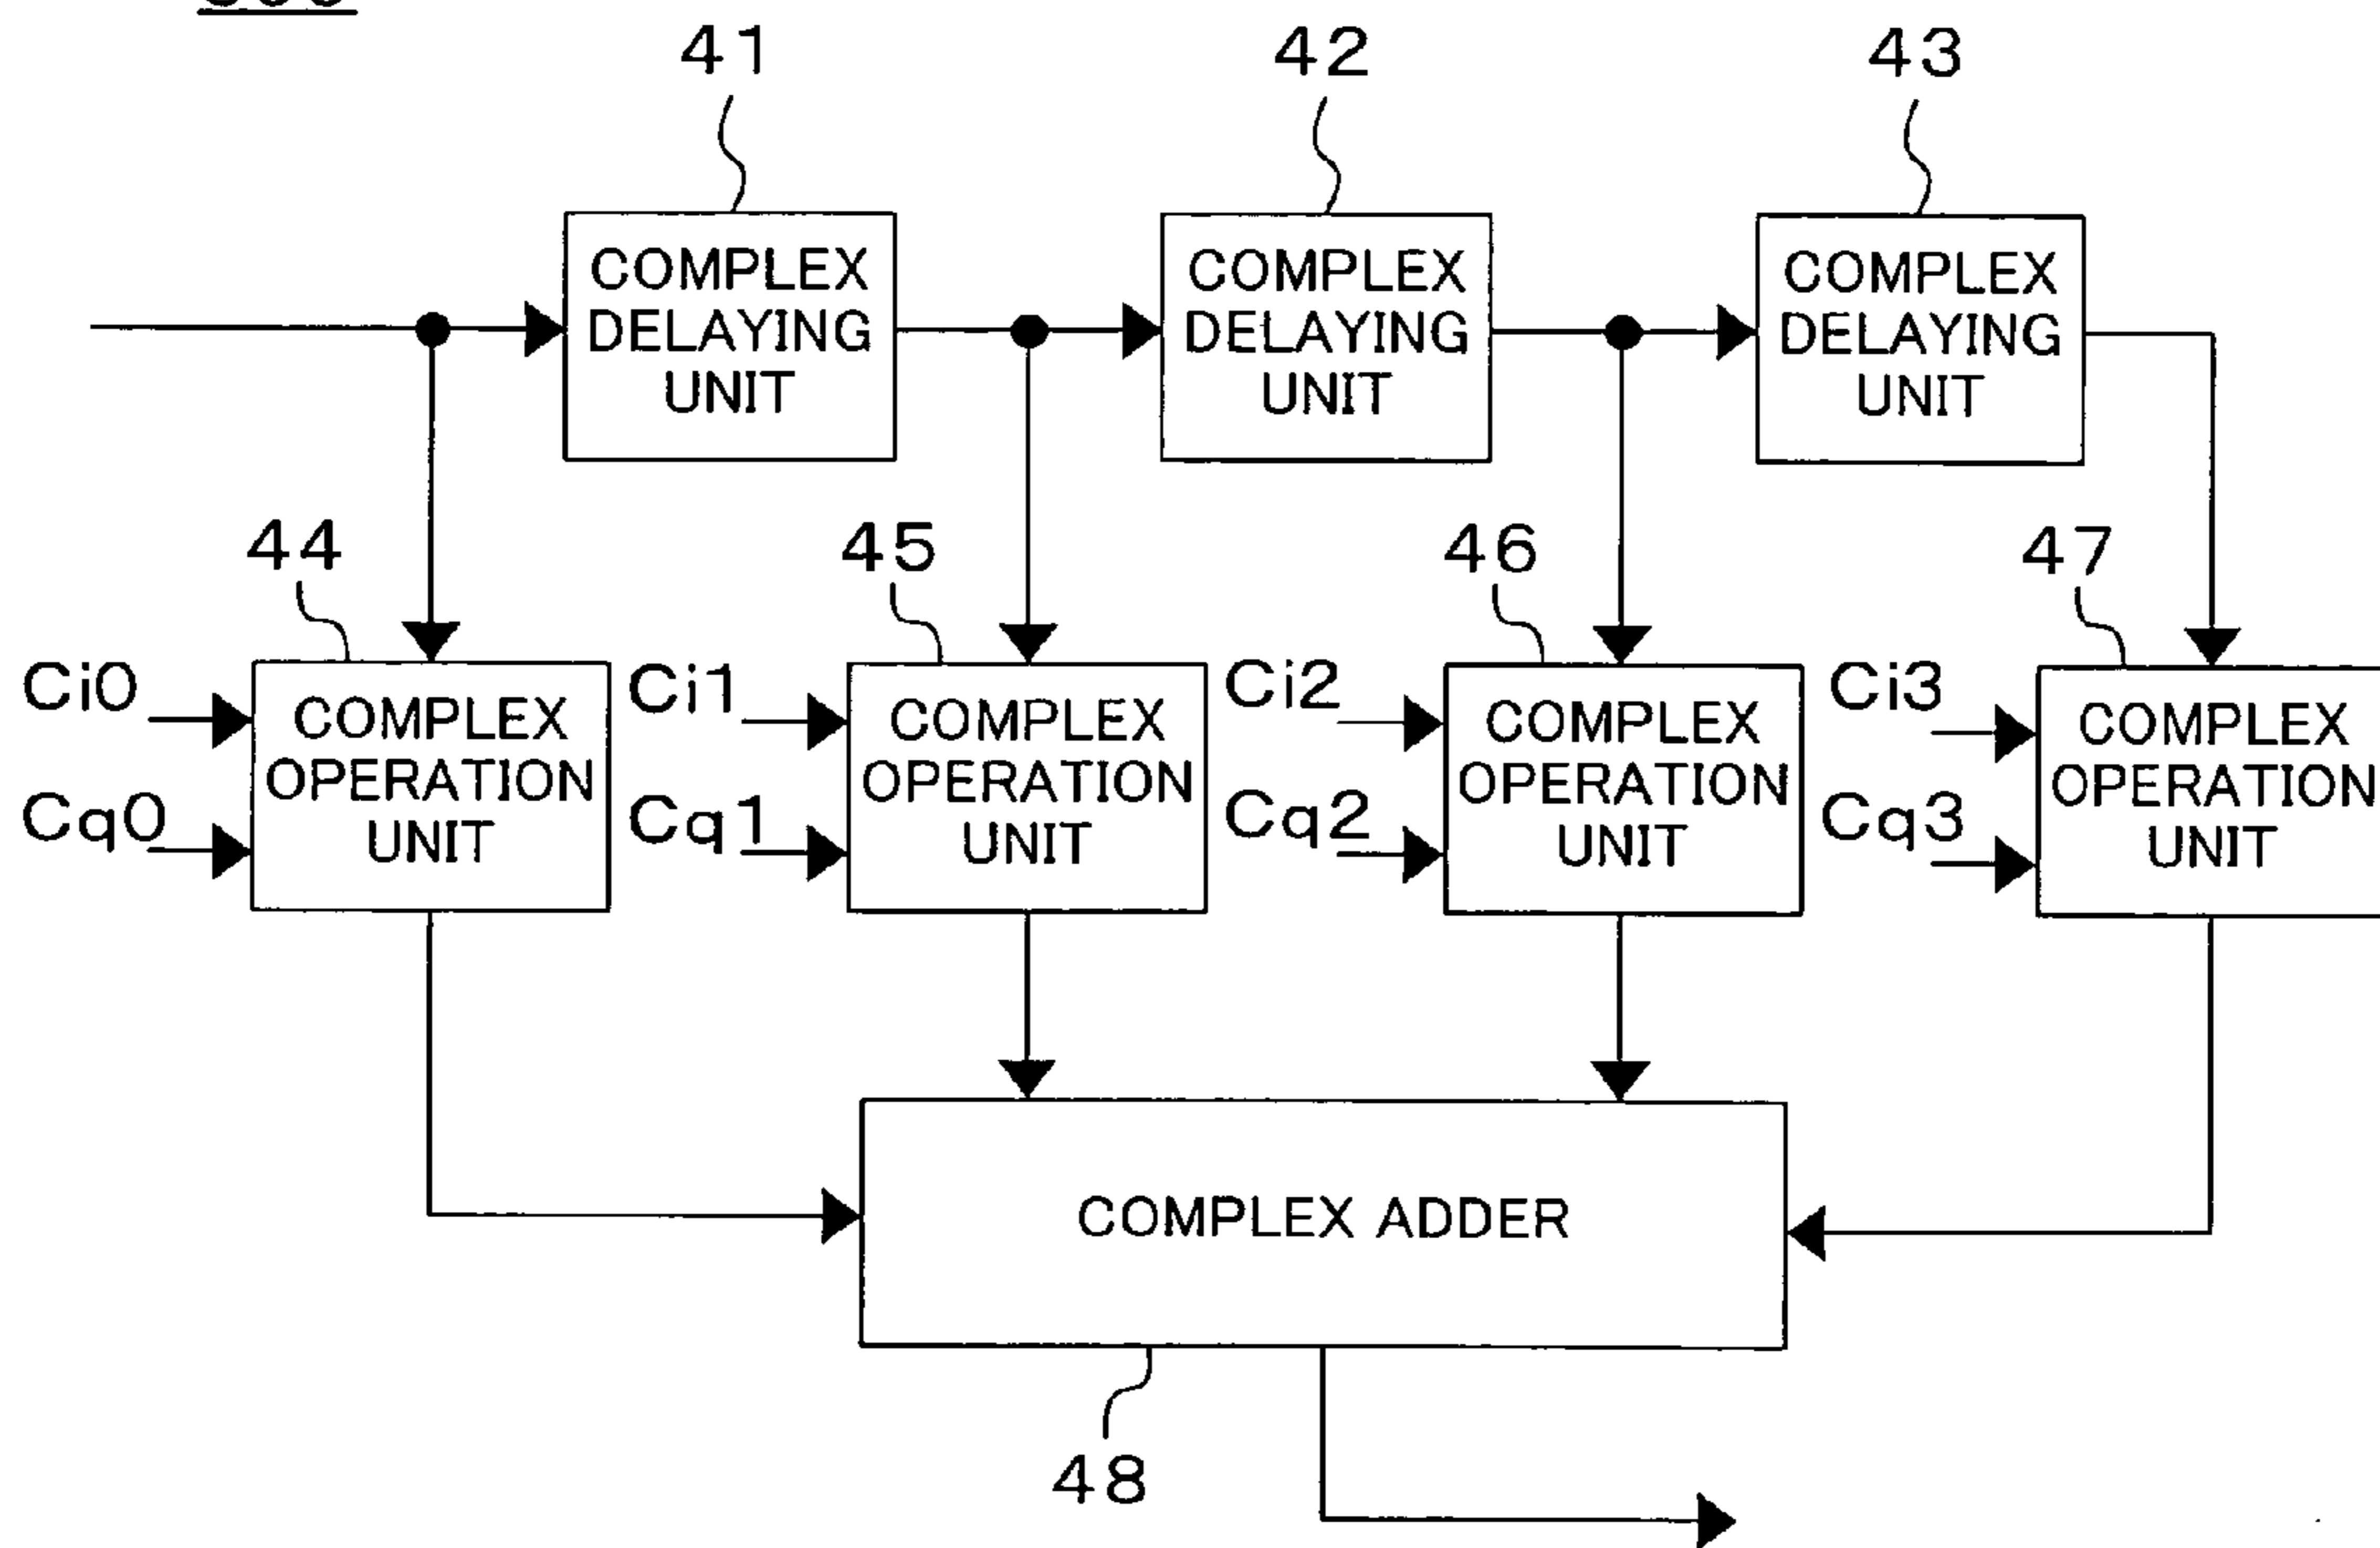 41
42
43
COMPLEX
DELAYING
UNIT
COMPLEX
DELAYING
UNIT
COMPLEX
DELAYING
UNIT
44
45
46
47
Ci0
Cq0
COMPLEX
OPERATION
UNIT
Ci1
Cq1
COMPLEX
OPERATION
UNIT
Ci2
Cq2
COMPLEX
OPERATION
UNIT
Ci3
Cq3
COMPLEX
OPERATION
UNIT
COMPLEX ADDER
48